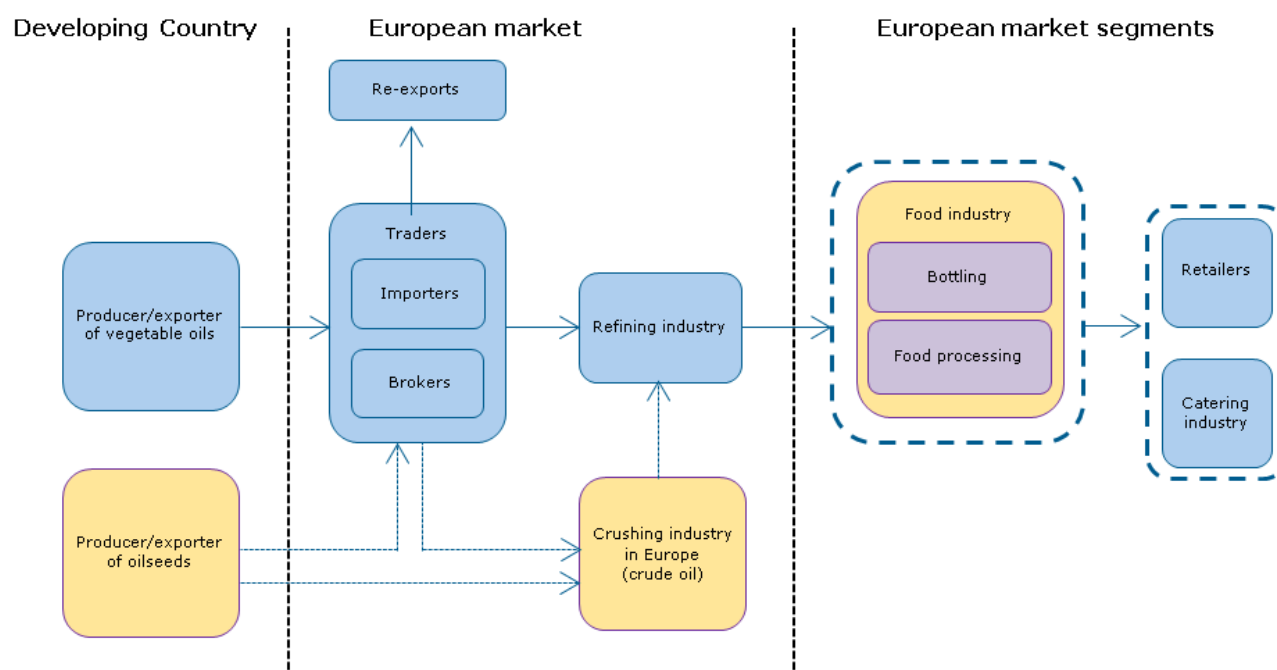 Developing Country
European market
European market segments
Re-exports
Traders
Importers
Brokers
Producer/exporter
of vegetable oils
Refining industry
Food industry
Bottling
Food processing
Retailers
Catering
industry
Producer/exporter
of oilseeds
Crushing industry
in Europe
(crude oil)